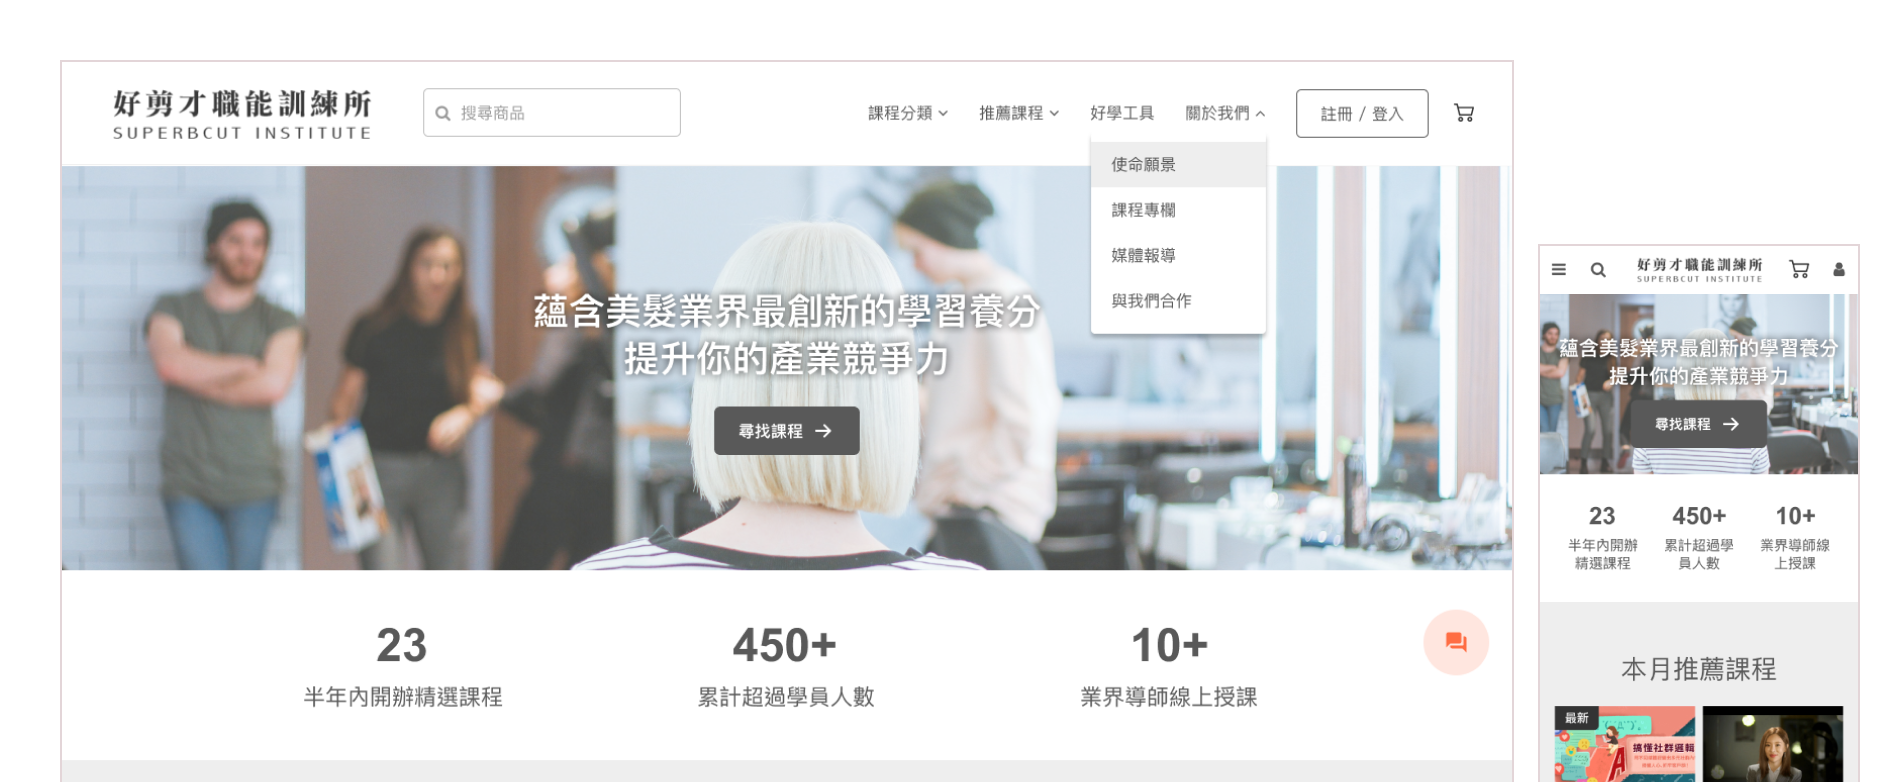 好剪才職能訓練所
SUPERBCUT INSTITUTE
搜尋商品
課程分類
推薦課程
好學工具
關於我們
註冊 / 登入
使命願景
課程專欄
媒體報導
與我們合作
蘊含美髮業界最創新的學習養分
提升你的產業競爭力
尋找課程
23
半年內開辦精選課程
450+
累計超過學員人數
10+
業界導師線上授課
好剪才職能訓練所
SUPERBCUT INSTITUTE
蘊含美髮業界最創新的學習養分
提升你的產業競爭力
尋找課程
23
半年內開辦
精選課程
450+
累計超過學
員人數
10+
業界導師線
上授課
本月推薦課程
最新
搞懂社群邏輯